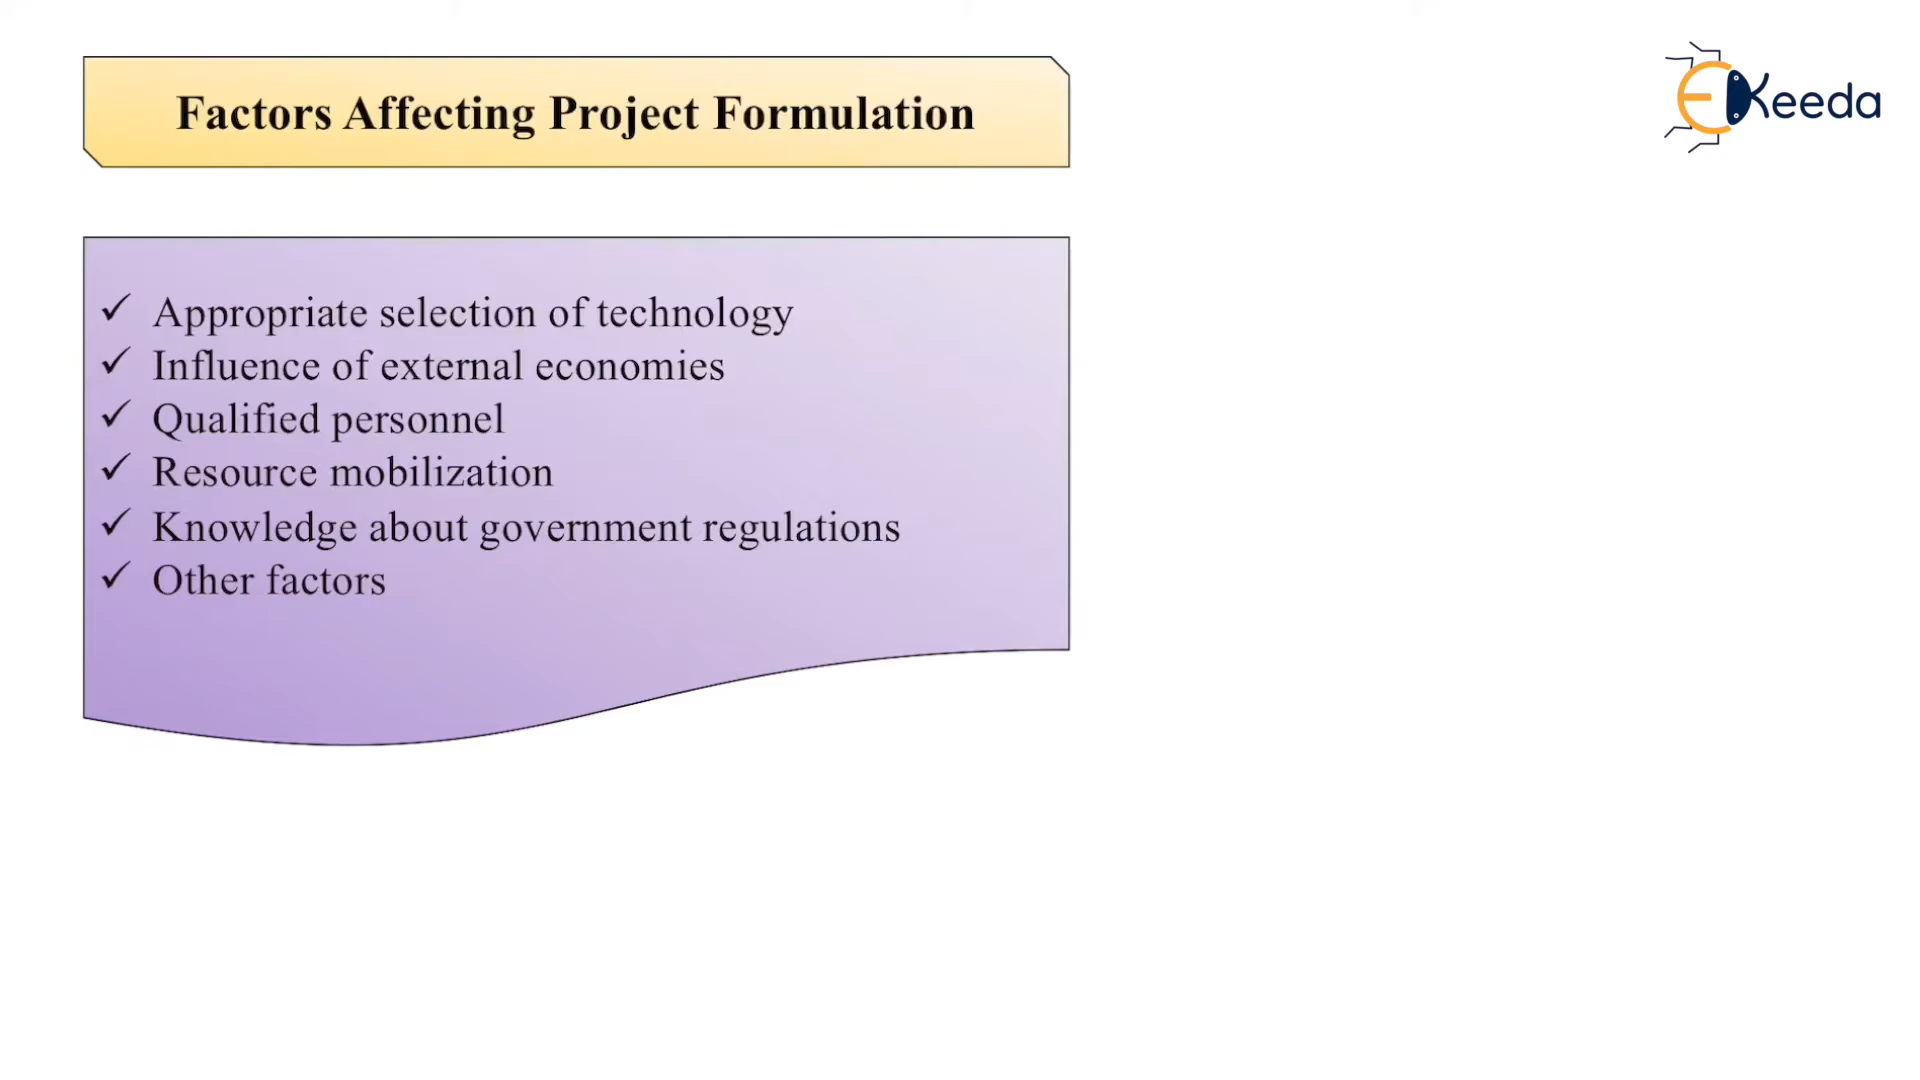 Factors Affecting Project Formulation
EKeeda
✓ Appropriate selection of technology
✓ Influence of external economies
✓ Qualified personnel
✓ Resource mobilization
✓ Knowledge about government regulations
✓ Other factors